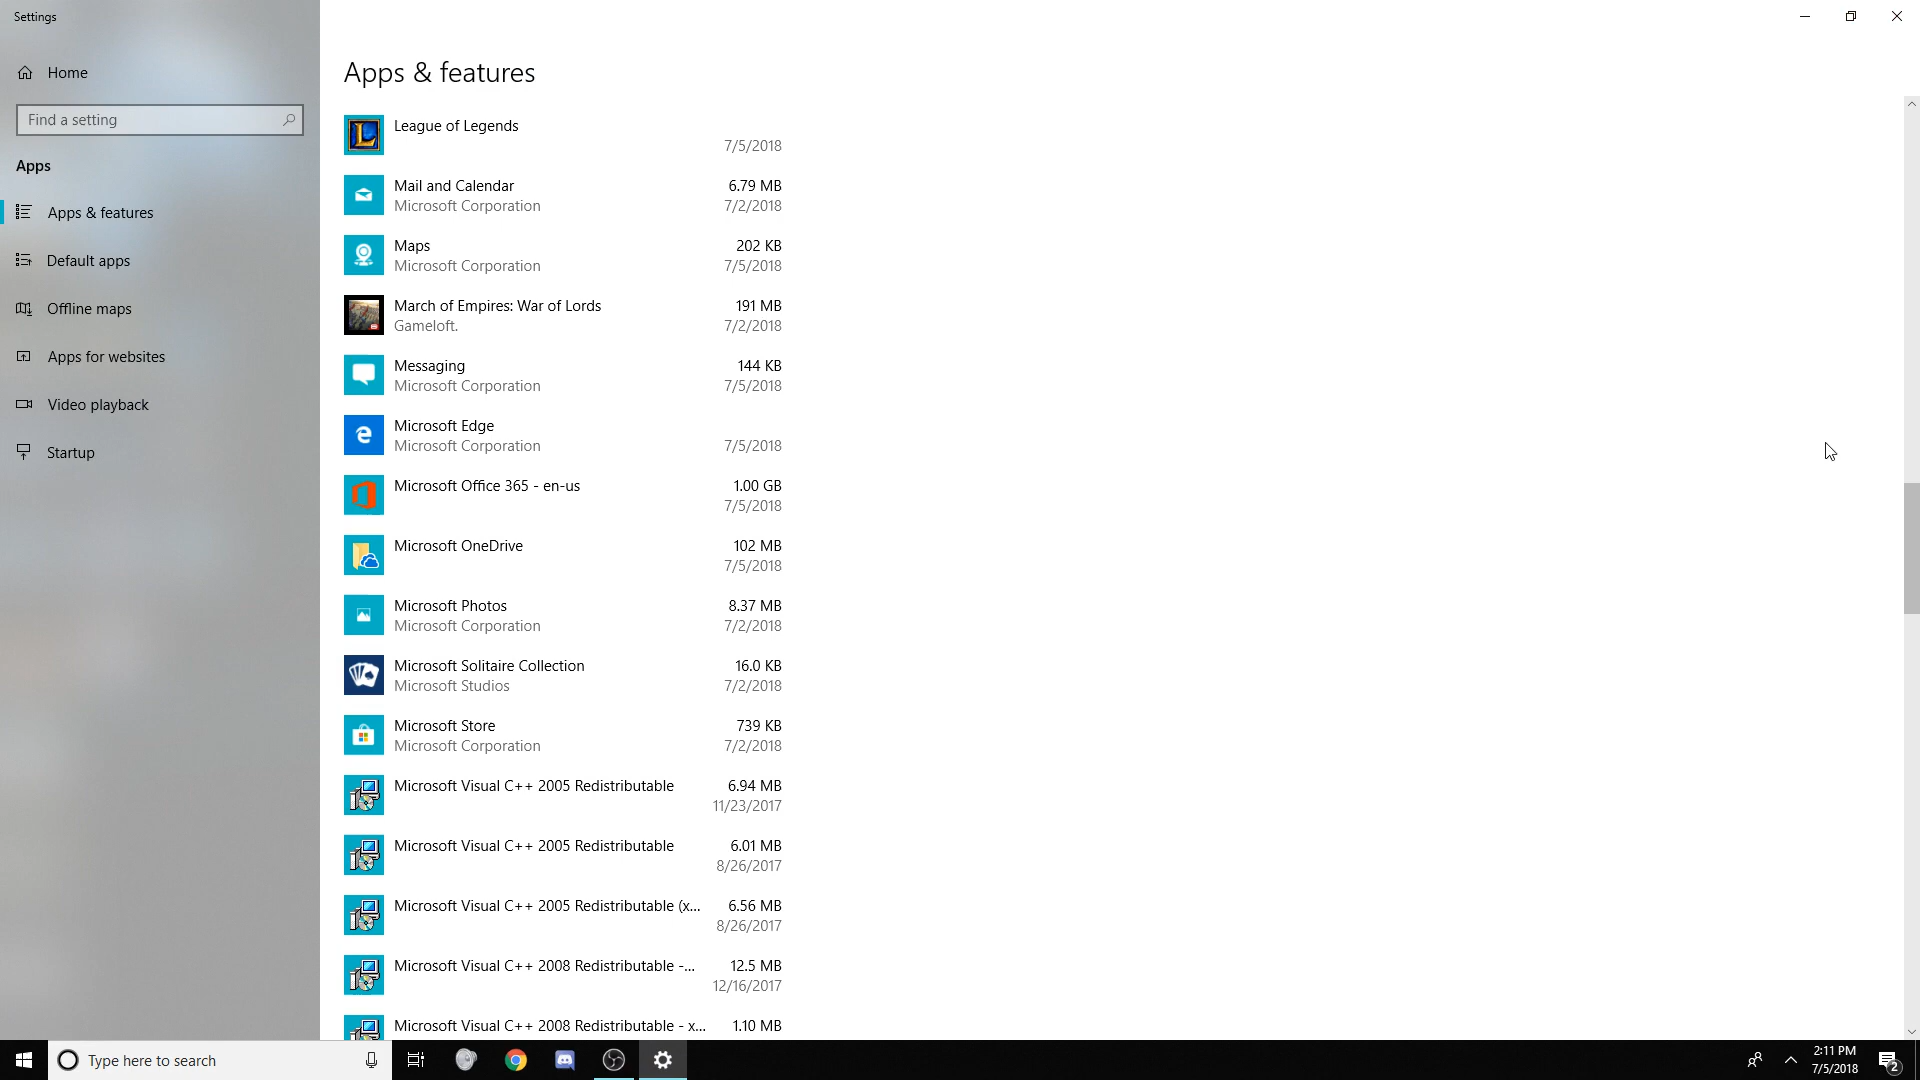 Settings
Home
Find a setting
Apps
Apps & features
Default apps
Offline maps
Apps for websites
Video playback
Startup
Apps & features
League of Legends
7/5/2018
Mail and Calendar 6.79 MB
Microsoft Corporation 7/2/2018
Maps 202 KB
Microsoft Corporation 7/5/2018
March of Empires: War of Lords 191 MB
Gameloft. 7/2/2018
Messaging 144 KB
Microsoft Corporation 7/5/2018
Microsoft Edge
Microsoft Corporation 7/5/2018
Microsoft Office 365 - en-us 1.00 GB
7/5/2018
Microsoft OneDrive 102 MB
7/5/2018
Microsoft Photos 8.37 MB
Microsoft Corporation 7/2/2018
Microsoft Solitaire Collection 16.0 KB
Microsoft Studios 7/2/2018
Microsoft Store 739 KB
Microsoft Corporation 7/2/2018
Microsoft Visual C++ 2005 Redistributable 6.94 MB
11/23/2017
Microsoft Visual C++ 2005 Redistributable 6.01 MB
8/26/2017
Microsoft Visual C++ 2005 Redistributable (x... 6.56 MB
8/26/2017
Microsoft Visual C++ 2008 Redistributable -... 12.5 MB
12/16/2017
Microsoft Visual C++ 2008 Redistributable - x... 1.10 MB
Type here to search
2:11 PM
7/5/2018
2